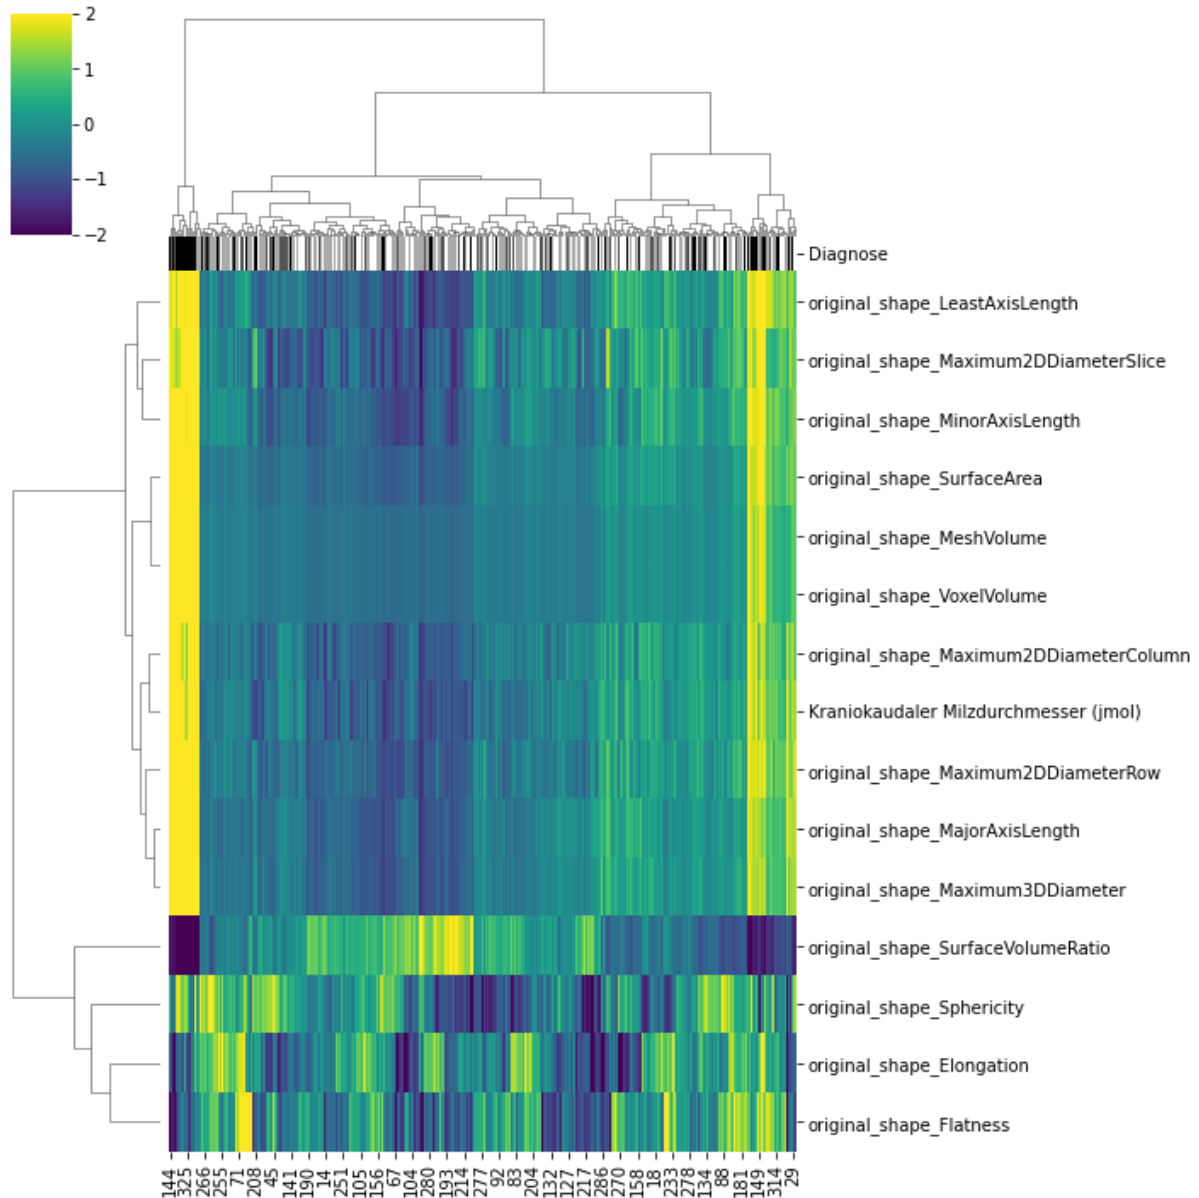 2
1
0
−1
−2
Diagnose
original_shape_LeastAxisLength
original_shape_Maximum2DDiameterSlice
original_shape_MinorAxisLength
original_shape_SurfaceArea
original_shape_MeshVolume
original_shape_VoxelVolume
original_shape_Maximum2DDiameterColumn
Kraniokaudaler Milzdurchmesser (jmol)
original_shape_Maximum2DDiameterRow
original_shape_MajorAxisLength
original_shape_Maximum3DDiameter
original_shape_SurfaceVolumeRatio
original_shape_Sphericity
original_shape_Elongation
original_shape_Flatness
144 325 266 255 71 208 45 141 190 14 251 105 156 67 104 280 193 214 277 92 83 204 132 127 217 286 270 158 18 233 278 134 88 181 149 314 29